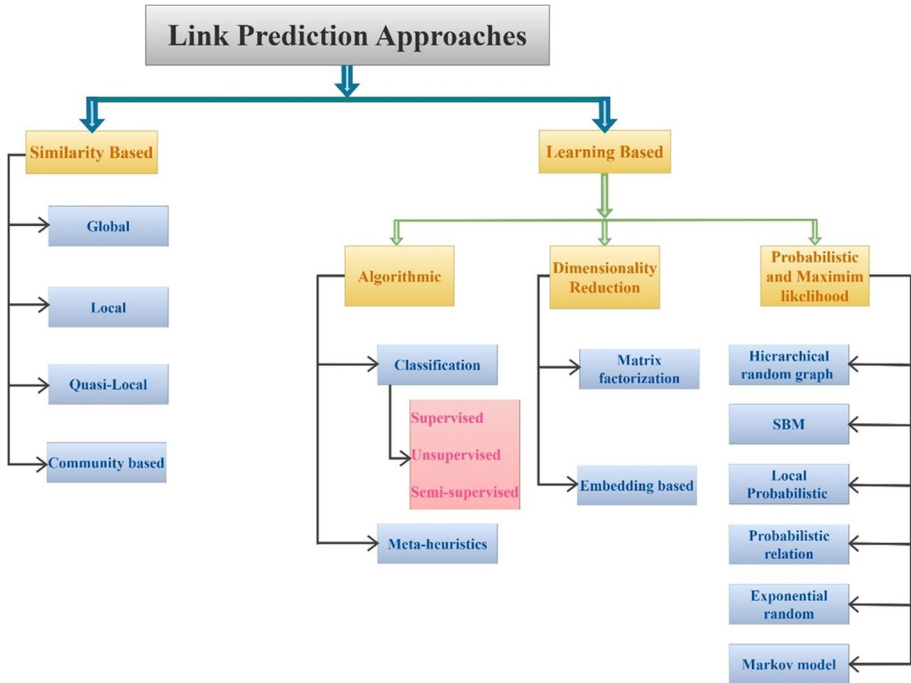 Link Prediction Approaches
Similarity Based
Global
Local
Quasi-Local
Community based
Learning Based
Algorithmic
Classification
Supervised
Unsupervised
Semi-supervised
Meta-heuristics
Dimensionality
Reduction
Matrix
factorization
Embedding based
Probabilistic
and Maximim
likelihood
Hierarchical
random graph
SBM
Local
Probabilistic
Probabilistic
relation
Exponential
random
Markov model